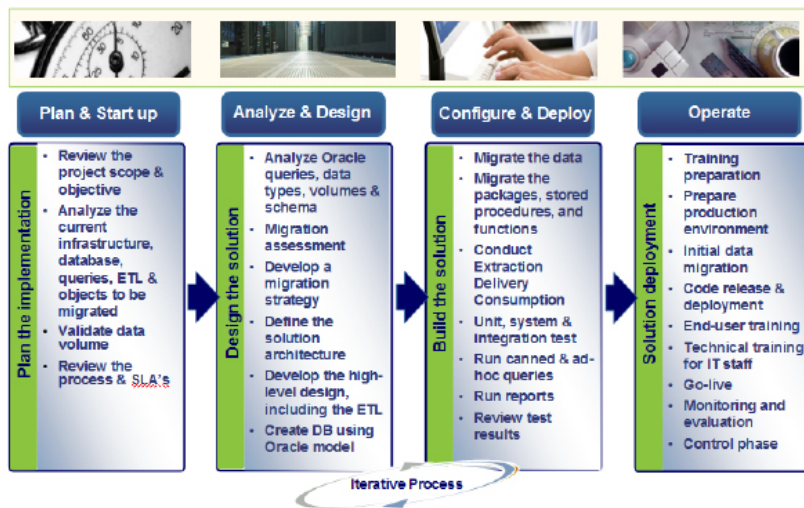 Plan & Start up
Plan the implementation
• Review the
project scope &
objective
• Analyze the
current
infrastructure,
database,
queries, ETL &
objects to be
migrated
• Validate data
volume
• Review the
process & SLA's
Analyze & Design
Design the solution
• Analyze Oracle
queries, data
types, volumes &
schema
• Migration
assessment
• Develop a
migration
strategy
• Define the
solution
architecture
• Develop the high-
level design,
including the ETL
• Create DB using
Oracle model
Configure & Deploy
Build the solution
• Migrate the data
• Migrate the
packages, stored
procedures, and
functions
• Conduct
Extraction
Delivery
Consumption
• Unit, system &
integration test
• Run canned & ad-
hoc queries
• Run reports
• Review test
results
Operate
Solution deployment
• Training
preparation
• Prepare
production
environment
• Initial data
migration
• Code release &
deployment
• End-user training
• Technical training
for IT staff
• Go-live
• Monitoring and
evaluation
• Control phase
Iterative Process